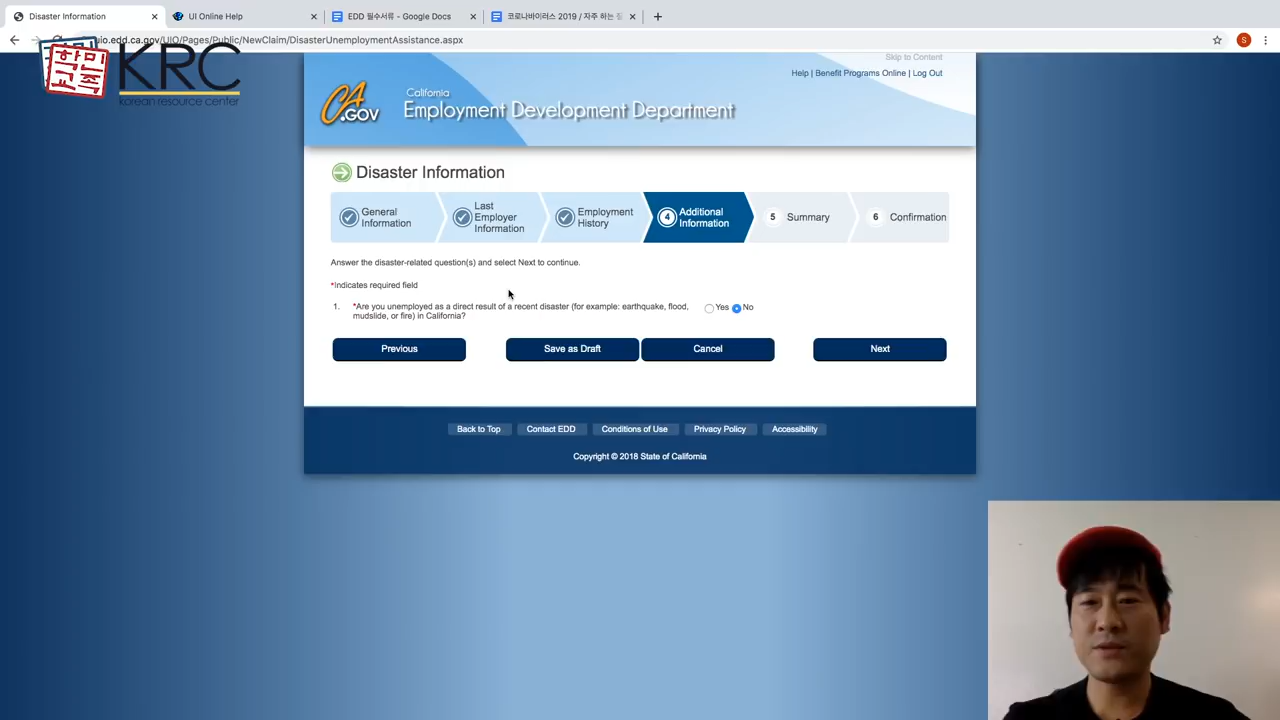 Disaster Information
UI Online Help
EDD 필수서류 - Google Docs
코로나바이러스 2019 / 자주 하는
uio.edd.ca.gov/UIO/Pages/Public/NewClaim/DisasterUnemploymentAssistance.aspx
S
학민
교족
KRC
korean resource center
Skip to Content
Help | Benefit Programs Online | Log Out
CA
.GOV
California
Employment Development Department
Disaster Information
General
Information
Last
Employer
Information
Employment
History
4
Additional
Information
5 Summary
6 Confirmation
Answer the disaster-related question(s) and select Next to continue.
*Indicates required field
1. *Are you unemployed as a direct result of a recent disaster (for example: earthquake, flood,
mudslide, or fire) in California?
Yes No
Previous
Save as Draft
Cancel
Next
Back to Top
Contact EDD
Conditions of Use
Privacy Policy
Accessibility
Copyright © 2018 State of California